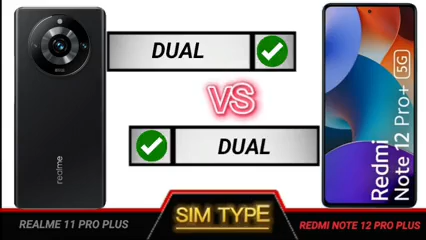 DUAL
VS
DUAL
realme
Redmi
Note 12 Pro+ 5G
SIM TYPE
REALME 11 PRO PLUS
REDMI NOTE 12 PRO PLUS